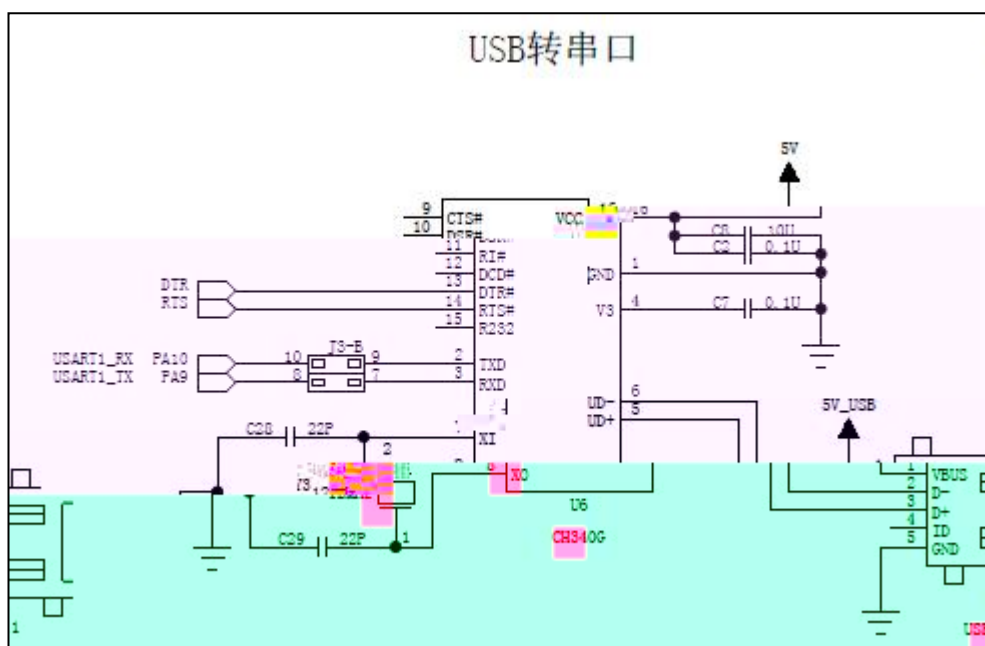 USB转串口
5V
9 CTS# VCC
10 DSR#
C8 10U
11 RI# C2 0.1U
12 DCD# GND 1
DTR 13 DTR#
RTS 14 RTS# V3 4 C7 0.1U
15 R232
J3-B
USART1_RX PA10 10 9 2 TXD
USART1_TX PA9 8 7 3 RXD
UD- 6
UD+ 5 5V_USB
C28 22P XI
2
XO 1 VBUS
2 D-
U6 3 D+
4 ID
C29 22P 1 CH340G 5 GND
1